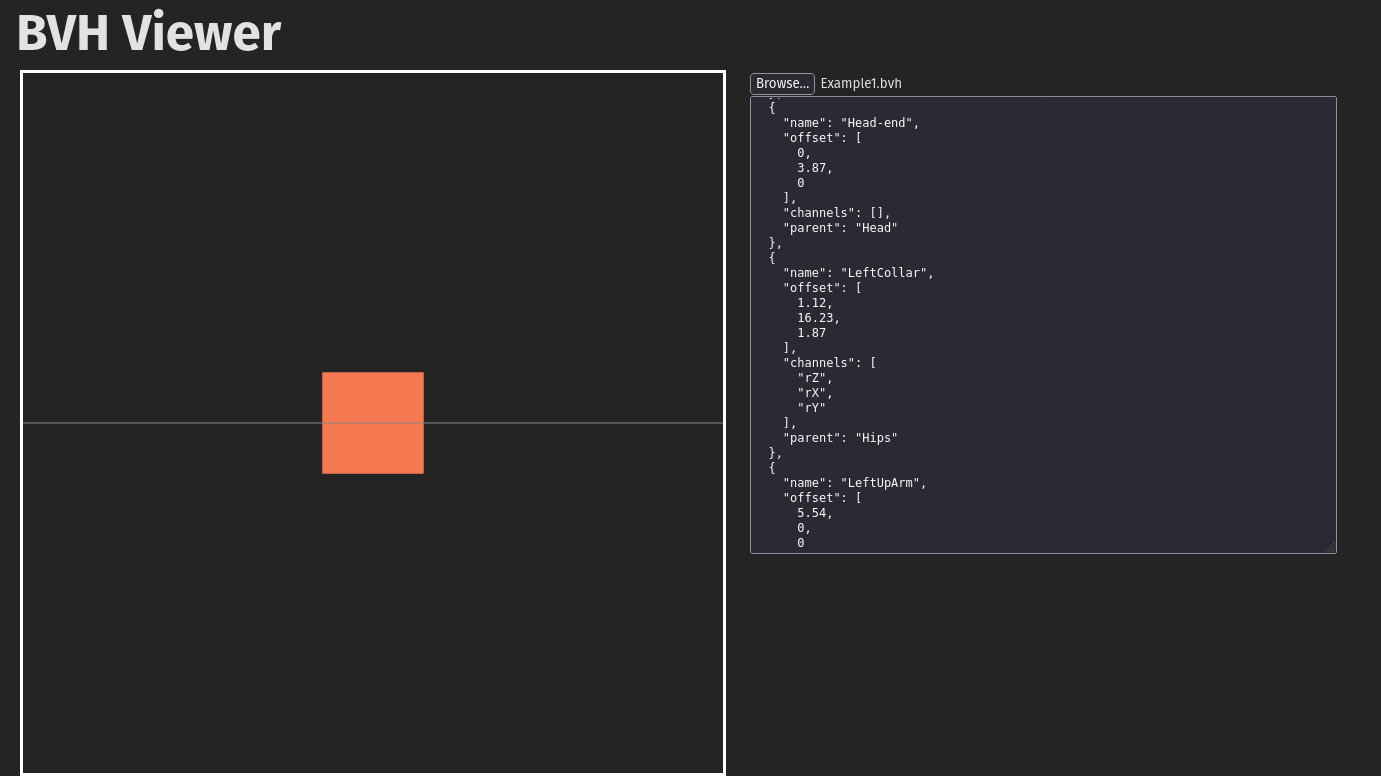 BVH Viewer
Browse... Example1.bvh
{
"name": "Head-end",
"offset": [
0,
3.87,
0
],
"channels": [],
"parent": "Head"
},
{
"name": "LeftCollar",
"offset": [
1.12,
16.23,
1.87
],
"channels": [
"rZ",
"rX",
"rY"
],
"parent": "Hips"
},
{
"name": "LeftUpArm",
"offset": [
5.54,
0,
0